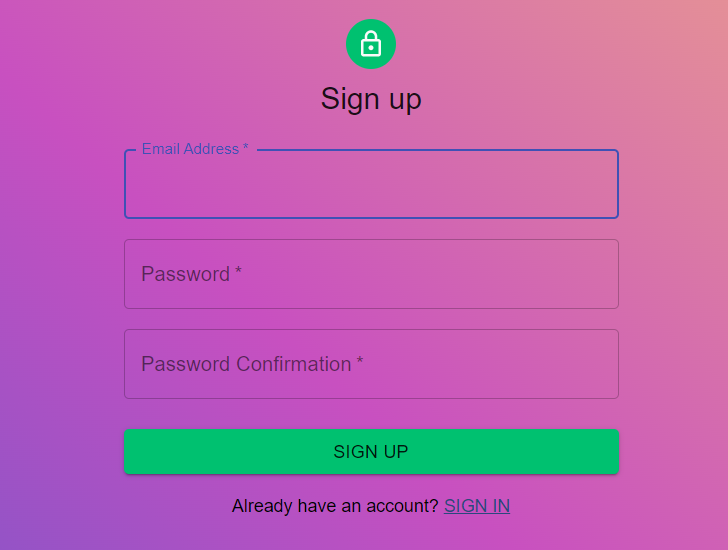 Sign up
Email Address *
Password *
Password Confirmation *
SIGN UP
Already have an account? SIGN IN